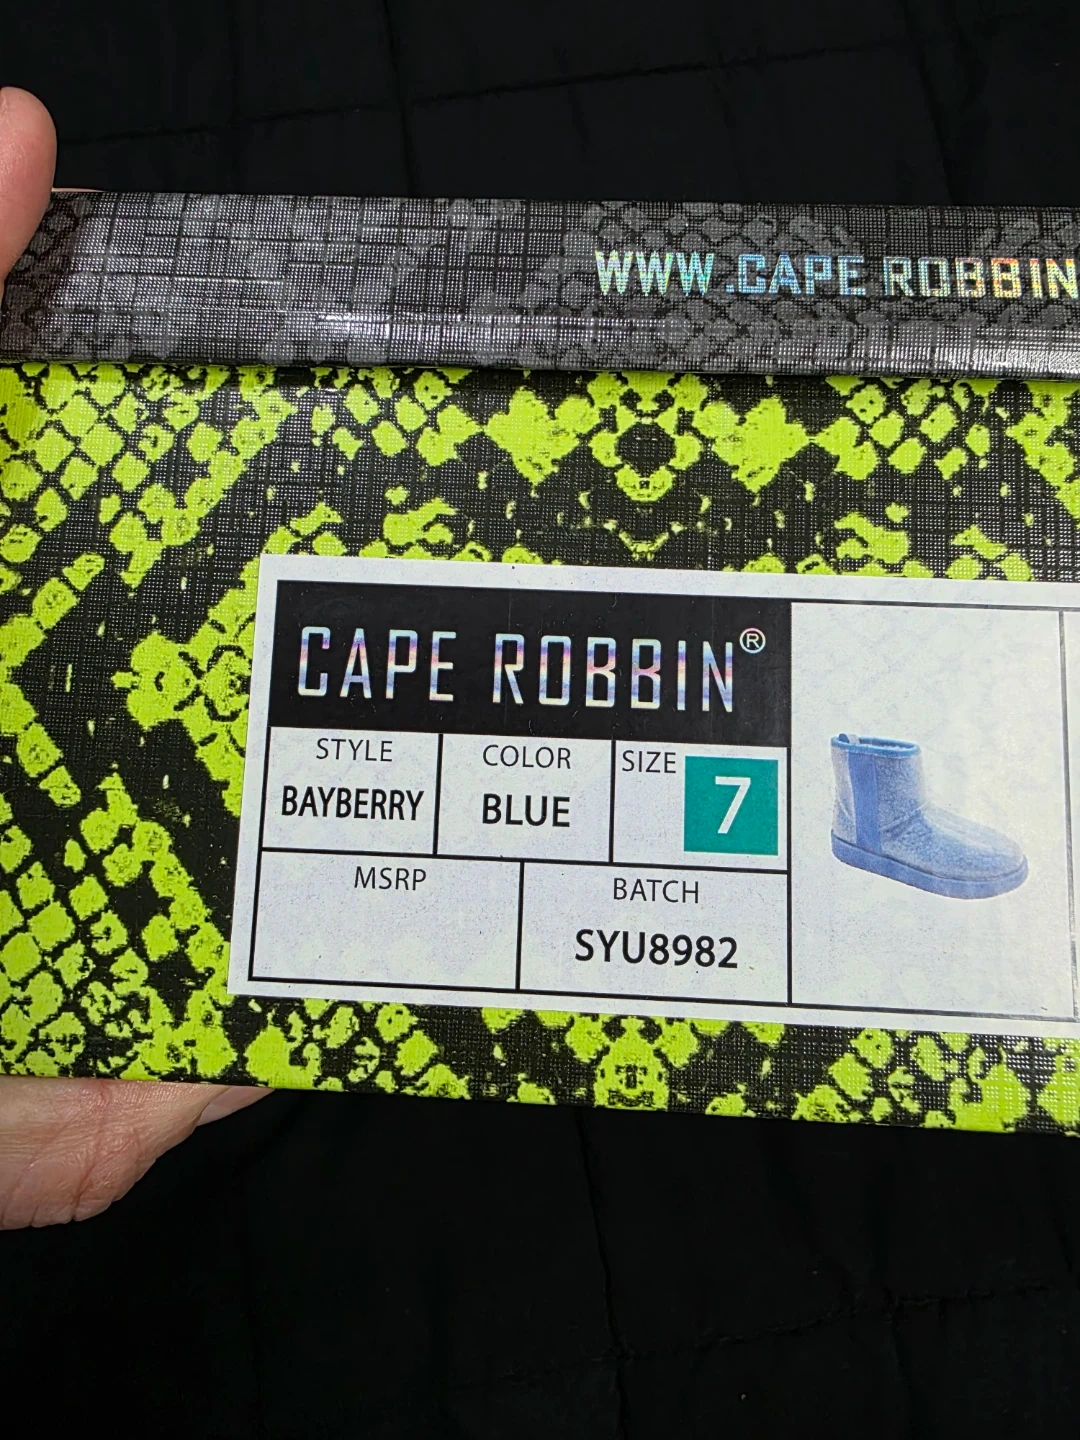 WWW.CAPE ROBBIN
CAPE ROBBIN®
STYLE
BAYBERRY
COLOR
BLUE
SIZE
7
MSRP
BATCH
SYU8982